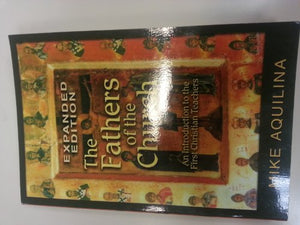 EXPANDED
EDITION
The
Fathers
of the
Church
An Introduction to the
First Christian Teachers
MIKE AQUILINA